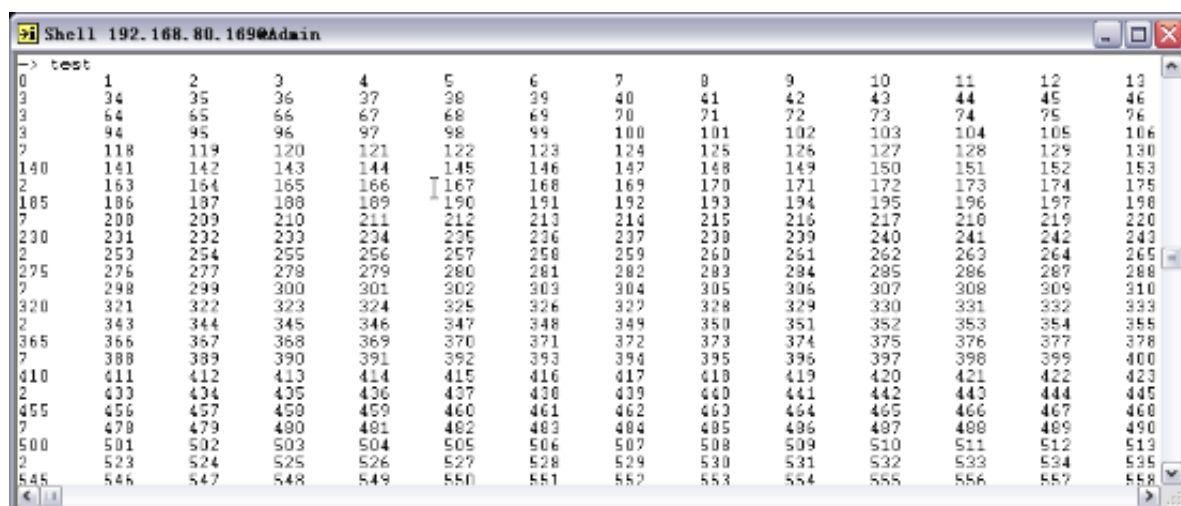 Shell 192.168.80.169@Admin
-> test
0 1 2 3 4 5 6 7 8 9 10 11 12 13
3 34 35 36 37 38 39 40 41 42 43 44 45 46
3 64 65 66 67 68 69 70 71 72 73 74 75 76
3 94 95 96 97 98 99 100 101 102 103 104 105 106
7 118 119 120 121 122 123 124 125 126 127 128 129 130
140 141 142 143 144 145 146 147 148 149 150 151 152 153
2 163 164 165 166 167 168 169 170 171 172 173 174 175
185 186 187 188 189 190 191 192 193 194 195 196 197 198
7 208 209 210 211 212 213 214 215 216 217 218 219 220
230 231 232 233 234 235 236 237 238 239 240 241 242 243
2 253 254 255 256 257 258 259 260 261 262 263 264 265
275 276 277 278 279 280 281 282 283 284 285 286 287 288
7 298 299 300 301 302 303 304 305 306 307 308 309 310
320 321 322 323 324 325 326 327 328 329 330 331 332 333
2 343 344 345 346 347 348 349 350 351 352 353 354 355
365 366 367 368 369 370 371 372 373 374 375 376 377 378
7 388 389 390 391 392 393 394 395 396 397 398 399 400
410 411 412 413 414 415 416 417 418 419 420 421 422 423
2 433 434 435 436 437 438 439 440 441 442 443 444 445
455 456 457 458 459 460 461 462 463 464 465 466 467 468
7 478 479 480 481 482 483 484 485 486 487 488 489 490
500 501 502 503 504 505 506 507 508 509 510 511 512 513
2 523 524 525 526 527 528 529 530 531 532 533 534 535
545 546 547 548 549 550 551 552 553 554 555 556 557 558